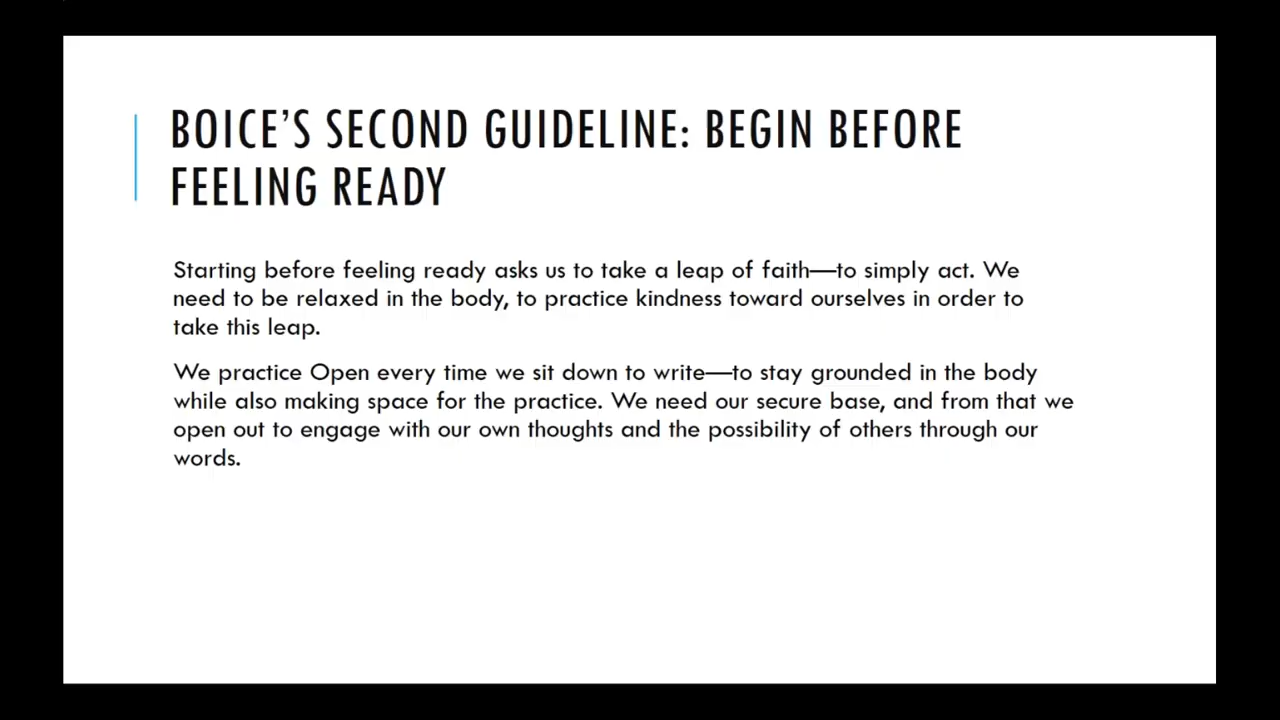 BOICE’S SECOND GUIDELINE: BEGIN BEFORE
FEELING READY
Starting before feeling ready asks us to take a leap of faith—to simply act. We
need to be relaxed in the body, to practice kindness toward ourselves in order to
take this leap.
We practice Open every time we sit down to write—to stay grounded in the body
while also making space for the practice. We need our secure base, and from that we
open out to engage with our own thoughts and the possibility of others through our
words.